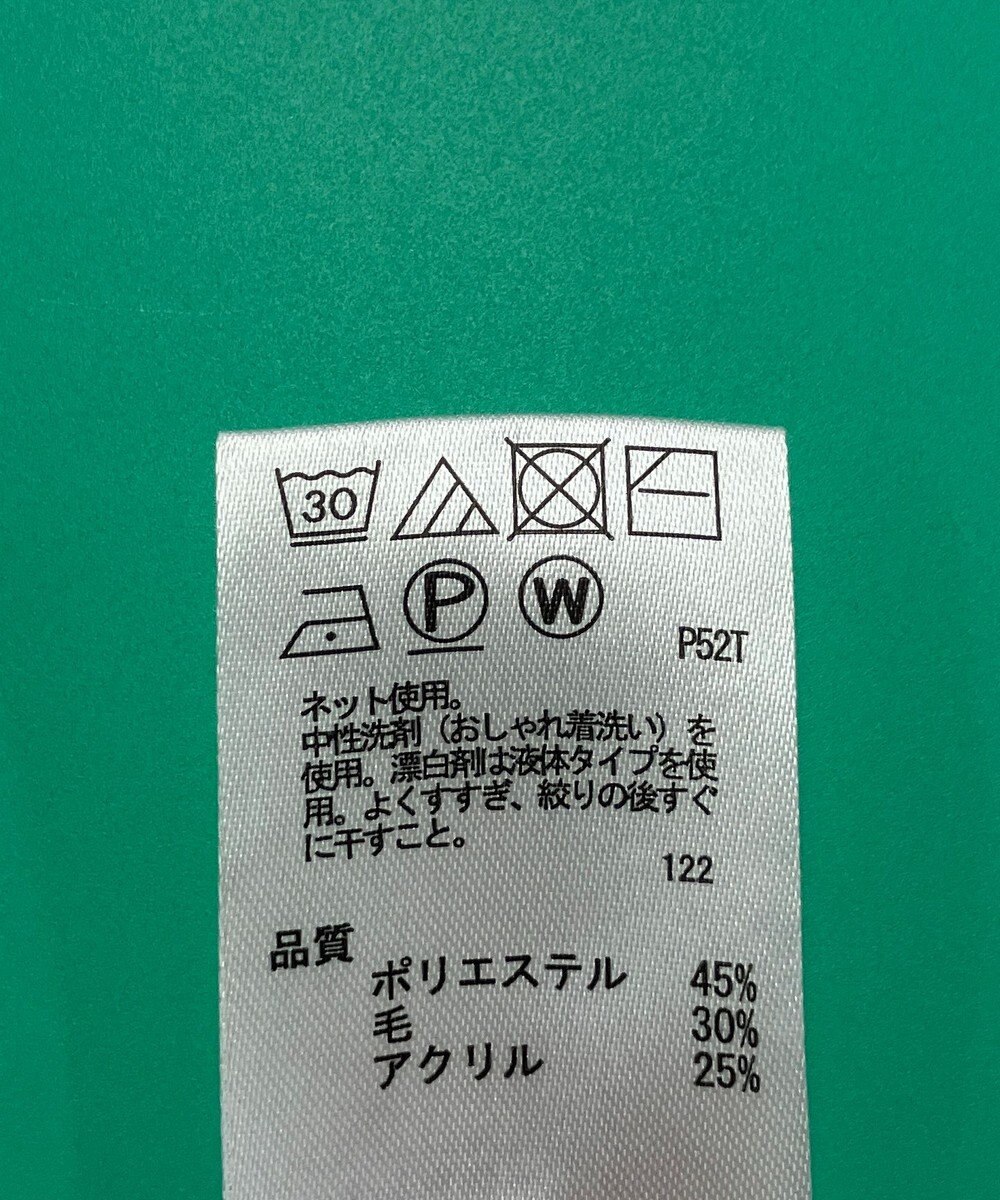 30
P W
P52T
ネット使用。
中性洗剤（おしゃれ着洗い）を
使用。漂白剤は液体タイプを使
用。よくすすぎ、絞りの後すぐ
に干すこと。
122
品質
ポリエステル 45%
毛 30%
アクリル 25%